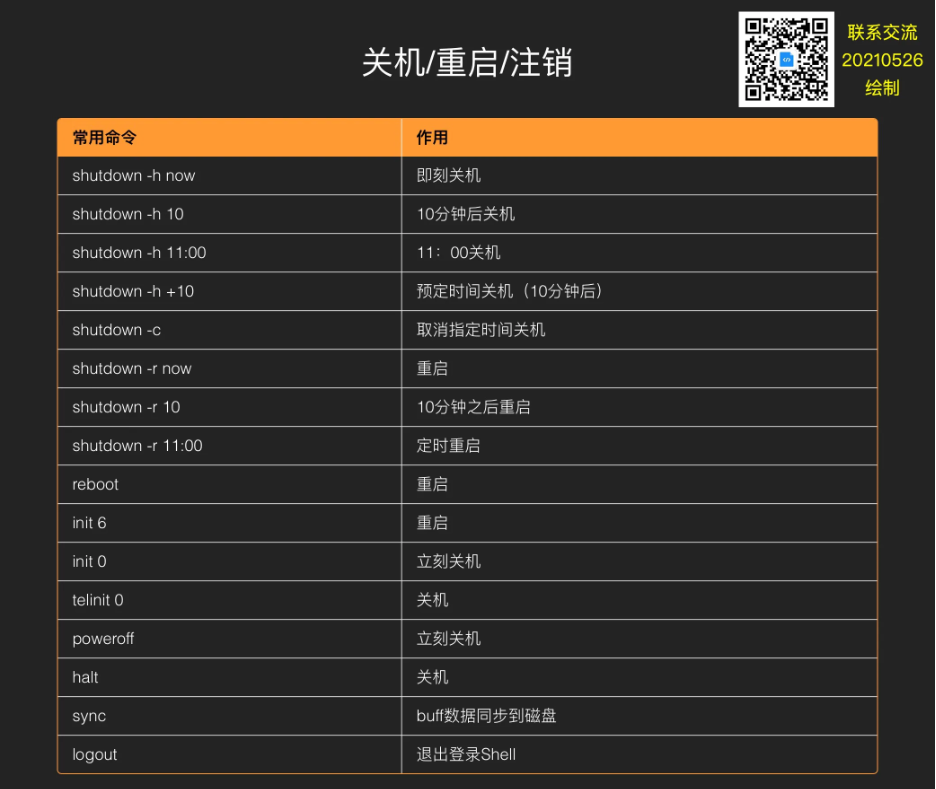 关机/重启/注销
联系交流
20210526
绘制
常用命令 作用
shutdown -h now 即刻关机
shutdown -h 10 10分钟后关机
shutdown -h 11:00 11：00关机
shutdown -h +10 预定时间关机（10分钟后）
shutdown -c 取消指定时间关机
shutdown -r now 重启
shutdown -r 10 10分钟之后重启
shutdown -r 11:00 定时重启
reboot 重启
init 6 重启
init 0 立刻关机
telinit 0 关机
poweroff 立刻关机
halt 关机
sync buff数据同步到磁盘
logout 退出登录Shell